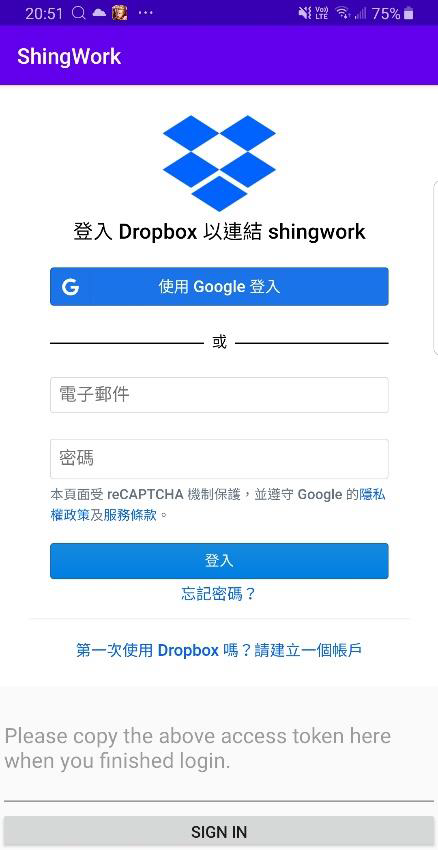 20:51 ... Vo) LTE 75%
ShingWork
登入 Dropbox 以連結 shingwork
G 使用 Google 登入
或
電子郵件
密碼
本頁面受 reCAPTCHA 機制保護，並遵守 Google 的隱私
權政策及服務條款。
登入
忘記密碼？
第一次使用 Dropbox 嗎？請建立一個帳戶
Please copy the above access token here
when you finished login.
SIGN IN